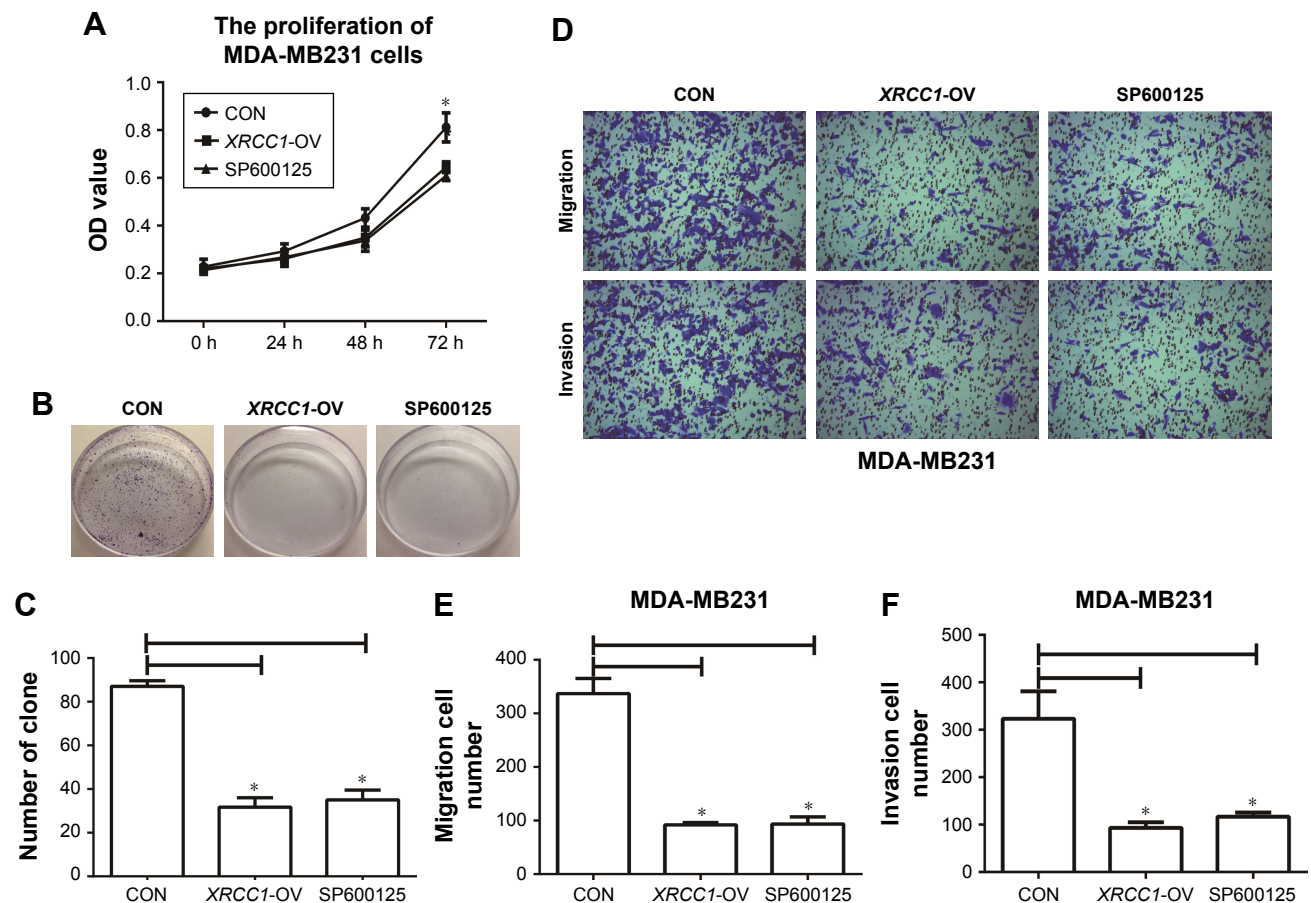 A
The proliferation of
MDA-MB231 cells
OD value
1.0
0.8
0.6
0.4
0.2
0.0
CON
XRCC1-OV
SP600125
*
0 h 24 h 48 h 72 h
B
CON XRCC1-OV SP600125
C
Number of clone
100
80
60
40
20
0
* *
CON XRCC1-OV SP600125
D
CON XRCC1-OV SP600125
Migration
Invasion
MDA-MB231
E
MDA-MB231
Migration cell
number
400
300
200
100
0
* *
CON XRCC1-OV SP600125
F
MDA-MB231
Invasion cell
number
500
400
300
200
100
0
* *
CON XRCC1-OV SP600125